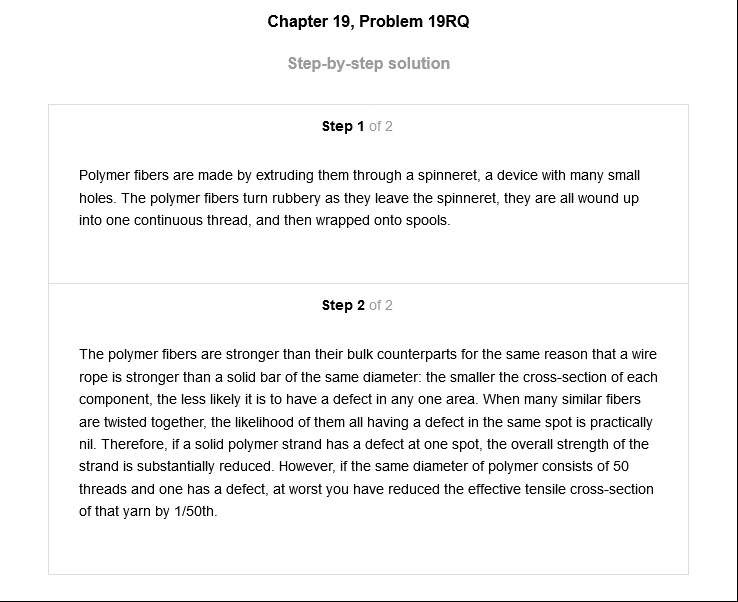 Chapter 19, Problem 19RQ
Step-by-step solution
Step 1 of 2
Polymer fibers are made by extruding them through a spinneret, a device with many small
holes. The polymer fibers turn rubbery as they leave the spinneret, they are all wound up
into one continuous thread, and then wrapped onto spools.
Step 2 of 2
The polymer fibers are stronger than their bulk counterparts for the same reason that a wire
rope is stronger than a solid bar of the same diameter: the smaller the cross-section of each
component, the less likely it is to have a defect in any one area. When many similar fibers
are twisted together, the likelihood of them all having a defect in the same spot is practically
nil. Therefore, if a solid polymer strand has a defect at one spot, the overall strength of the
strand is substantially reduced. However, if the same diameter of polymer consists of 50
threads and one has a defect, at worst you have reduced the effective tensile cross-section
of that yarn by 1/50th.